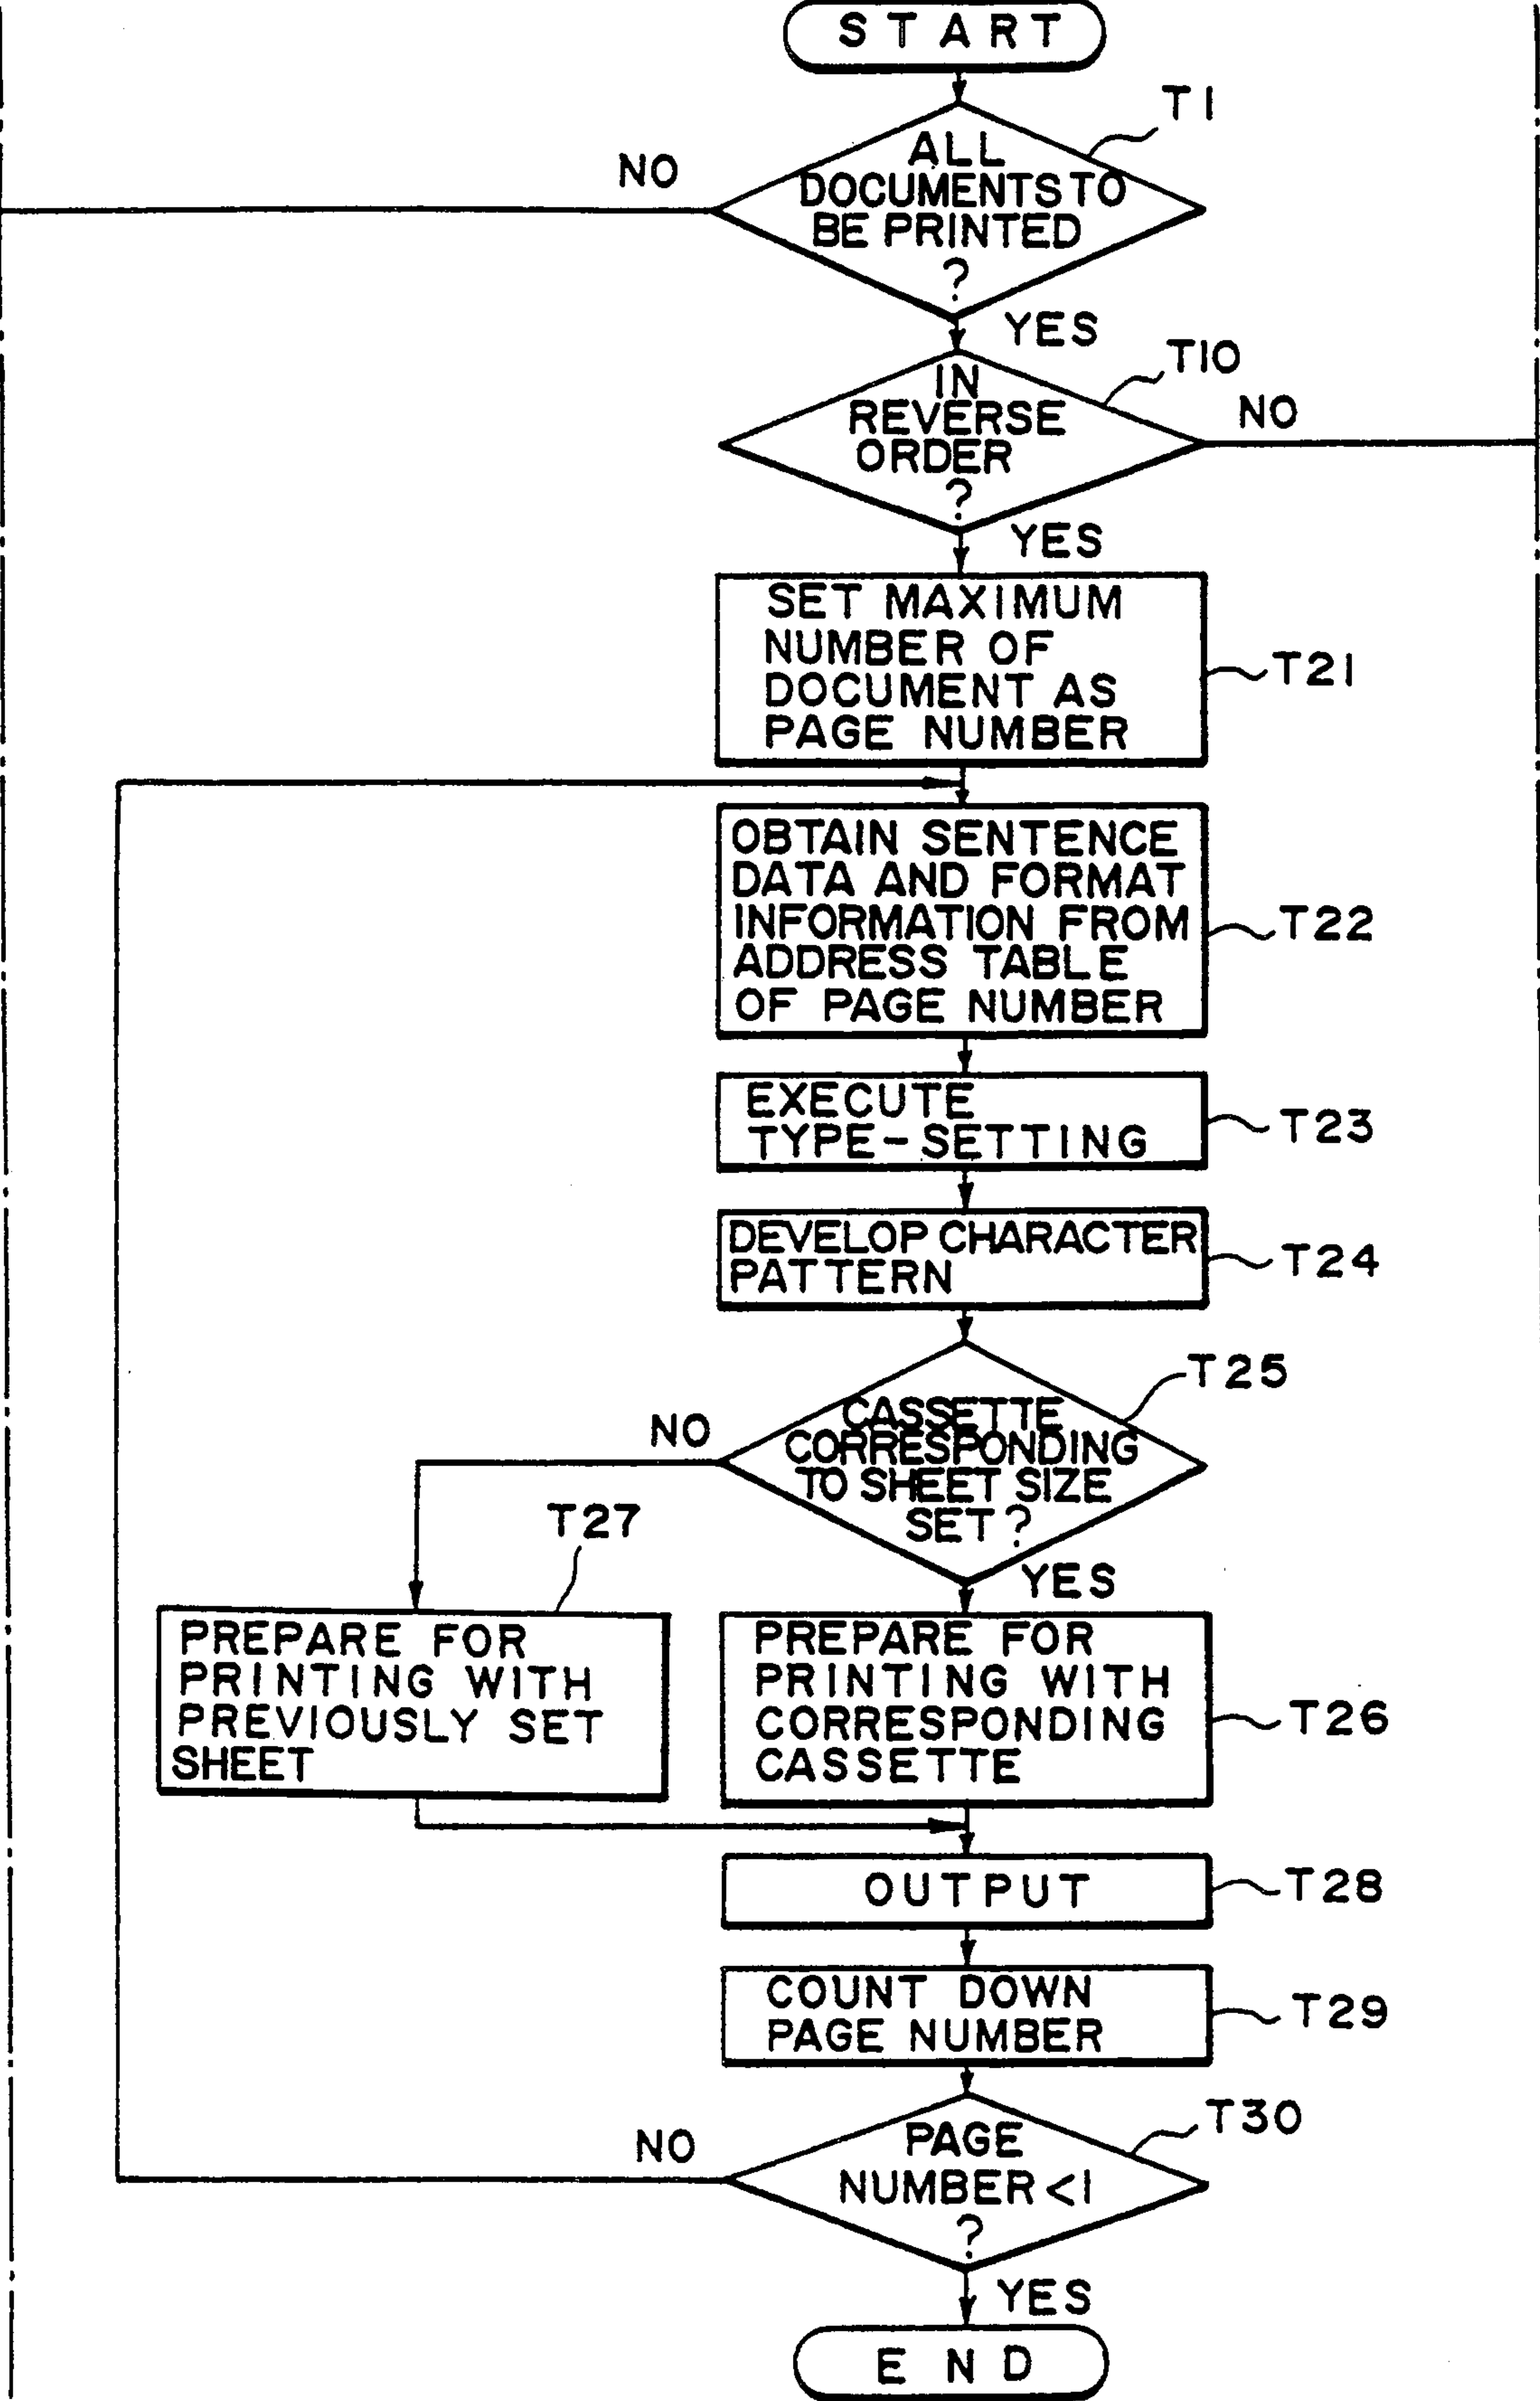 START
T1
ALL
DOCUMENTS TO
BE PRINTED
?
NO
YES
T10
IN
REVERSE
ORDER
?
NO
YES
SET MAXIMUM
NUMBER OF
DOCUMENT AS
PAGE NUMBER
T21
OBTAIN SENTENCE
DATA AND FORMAT
INFORMATION FROM
ADDRESS TABLE
OF PAGE NUMBER
T22
EXECUTE
TYPE-SETTING
T23
DEVELOP CHARACTER
PATTERN
T24
T25
CASSETTE
CORRESPONDING
TO SHEET SIZE
SET ?
NO
YES
T27
PREPARE FOR
PRINTING WITH
PREVIOUSLY SET
SHEET
PREPARE FOR
PRINTING WITH
CORRESPONDING
CASSETTE
T26
OUTPUT
T28
COUNT DOWN
PAGE NUMBER
T29
T30
PAGE
NUMBER <1
?
NO
YES
END